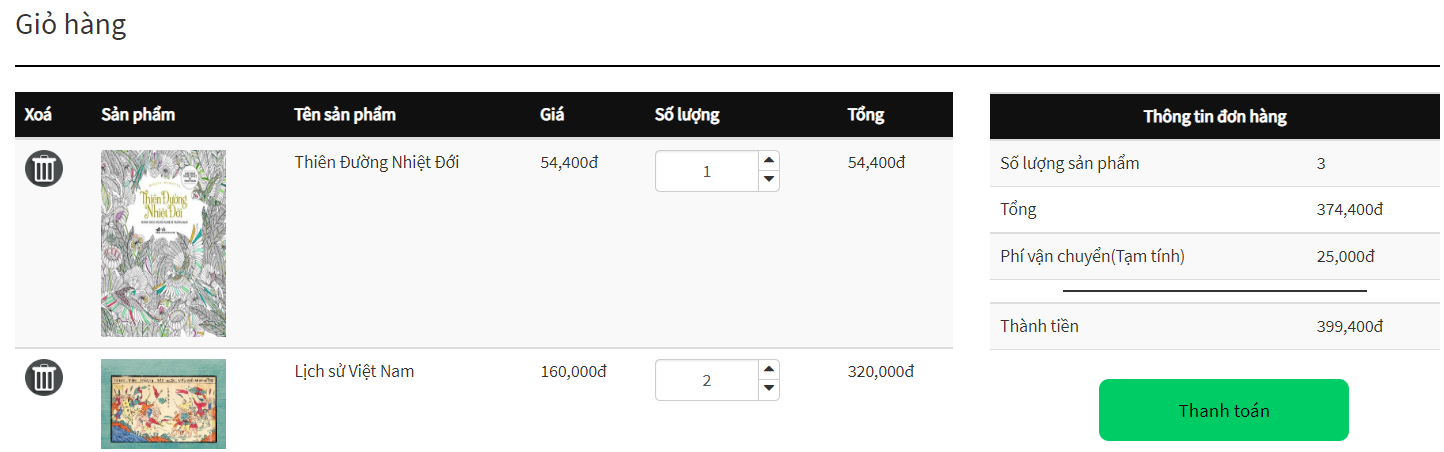 Giỏ hàng
Xoá Sản phẩm Tên sản phẩm Giá Số lượng Tổng
Thiên Đường Nhiệt Đới 54,400đ 1 54,400đ
Thiên Đường
Nhiệt Đới
Lịch sử Việt Nam 160,000đ 2 320,000đ
Thông tin đơn hàng
Số lượng sản phẩm 3
Tổng 374,400đ
Phí vận chuyển(Tạm tính) 25,000đ
Thành tiền 399,400đ
Thanh toán